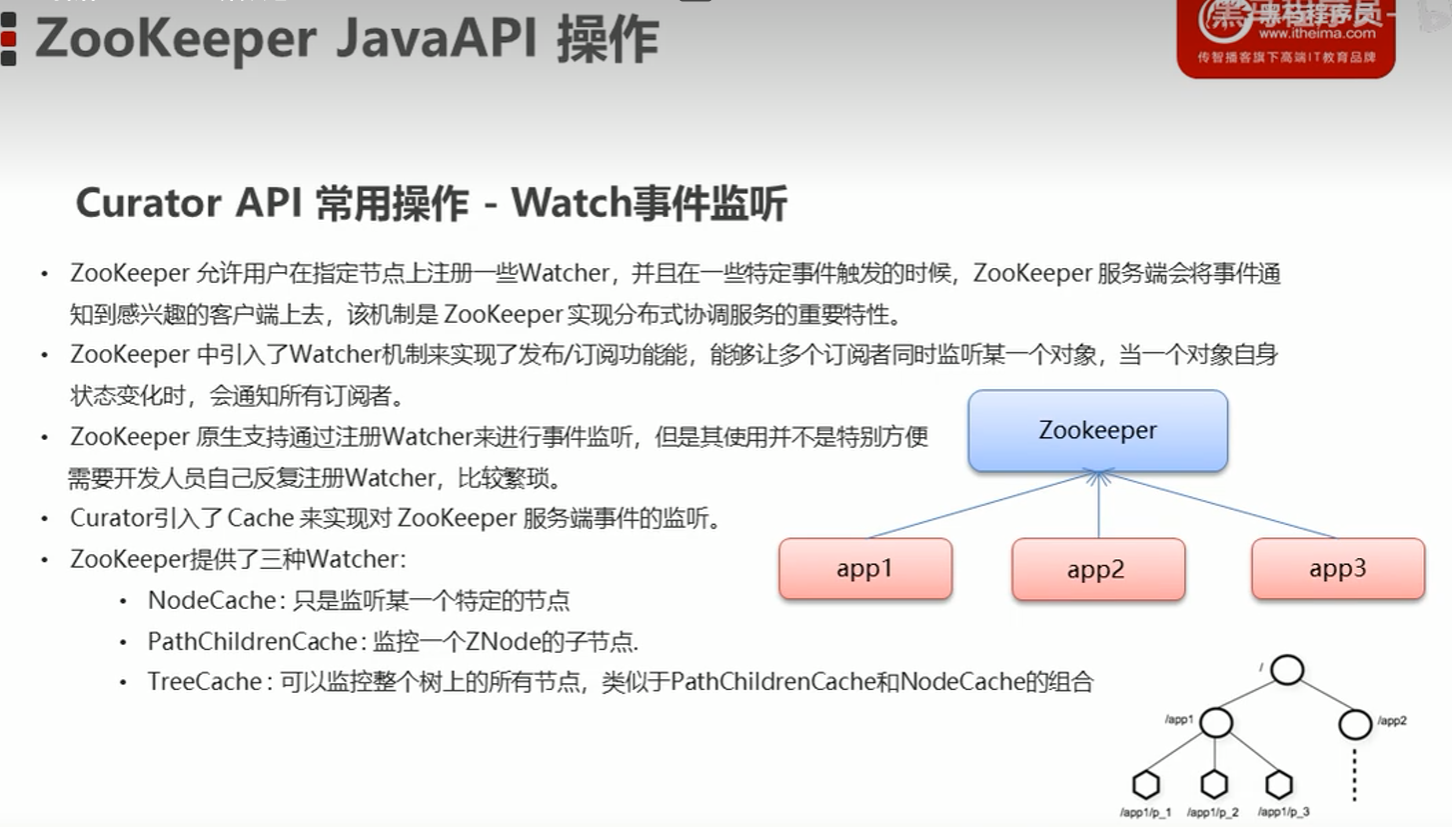 ZooKeeper JavaAPI 操作
www.itheima.com
传智播客旗下高端IT教育品牌
Curator API 常用操作 - Watch事件监听
• ZooKeeper 允许用户在指定节点上注册一些Watcher，并且在一些特定事件触发的时候，ZooKeeper 服务端会将事件通
知到感兴趣的客户端上去，该机制是 ZooKeeper 实现分布式协调服务的重要特性。
• ZooKeeper 中引入了Watcher机制来实现了发布/订阅功能能，能够让多个订阅者同时监听某一个对象，当一个对象自身
状态变化时，会通知所有订阅者。
• ZooKeeper 原生支持通过注册Watcher来进行事件监听，但是其使用并不是特别方便
需要开发人员自己反复注册Watcher，比较繁琐。
• Curator引入了 Cache 来实现对 ZooKeeper 服务端事件的监听。
• ZooKeeper提供了三种Watcher：
• NodeCache : 只是监听某一个特定的节点
• PathChildrenCache : 监控一个ZNode的子节点.
• TreeCache : 可以监控整个树上的所有节点，类似于PathChildrenCache和NodeCache的组合
Zookeeper
app1
app2
app3
/
/app1
/app2
/app1/p_1
/app1/p_2
/app1/p_3